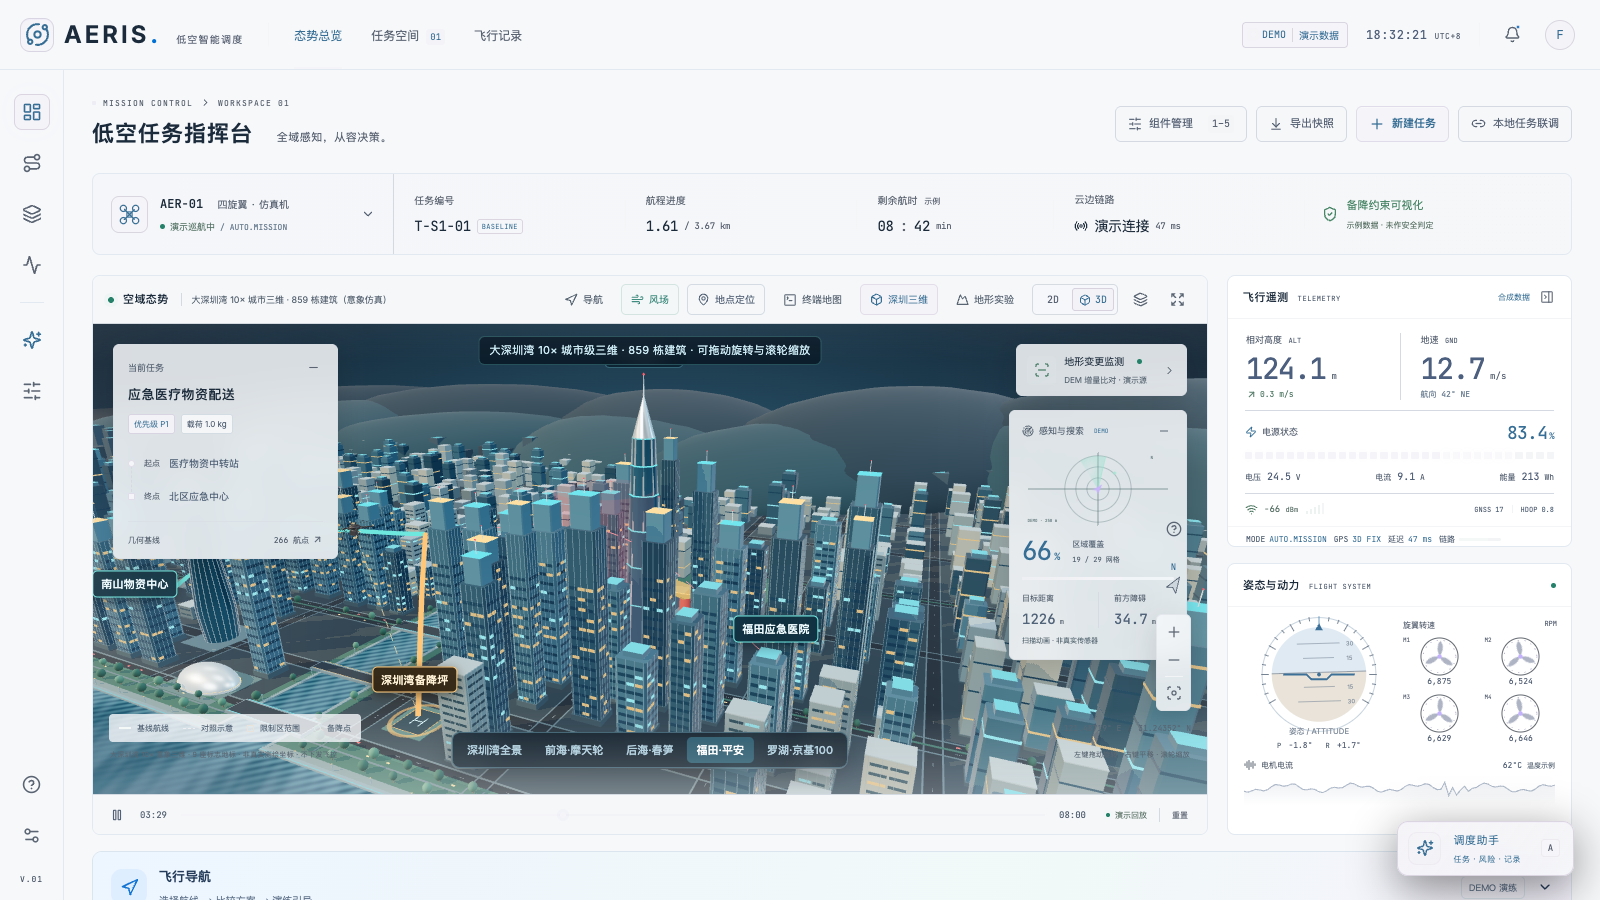 AERIS. 低空智能调度 态势总览 任务空间 01 飞行记录 DEMO 演示数据 18:32:21 UTC+8 F
MISSION CONTROL > WORKSPACE 01
低空任务指挥台 全域感知，从容决策。
组件管理 1-5 导出快照 新建任务 本地任务联调
AER-01 四旋翼 · 仿真机
演示巡航中 / AUTO.MISSION
任务编号
T-S1-01 BASELINE
航程进度
1.61 / 3.67 km
剩余航时 示例
08 : 42 min
云边链路
演示连接 47 ms
备降约束可视化
示例数据 · 未作安全判定
空域态势 大深圳湾 10× 城市三维 · 859 栋建筑（意象仿真）
导航 风场 地点定位 终端地图 深圳三维 地形实验 2D 3D
大深圳湾 10× 城市级三维 · 859 栋建筑 · 可拖动旋转与滚轮缩放
当前任务
应急医疗物资配送
优先级 P1 载荷 1.0 kg
起点 医疗物资中转站
终点 北区应急中心
几何基线 266 航点
地形变更监测
DEM 增量比对 · 演示源
感知与搜索 DEMO
66% 区域覆盖
19 / 29 网格
目标距离 前方障碍
1226 m 34.7 m
扫描动画 · 非真实传感器
N
南山物资中心
福田应急医院
深圳湾备降坪
基线航线 对照示意 限制区范围 备降点
深圳湾全景 前海·摩天轮 后海·春笋 福田·平安 罗湖·京基100
03:29 08:00 演示回放 重置
飞行遥测 TELEMETRY 合成数据
相对高度 ALT 地速 GND
124.1 m 12.7 m/s
0.3 m/s 航向 42° NE
电源状态 83.4%
电压 24.5 V 电流 9.1 A 能量 213 Wh
-66 dBm GNSS 17 HDOP 0.8
MODE AUTO.MISSION GPS 3D FIX 延迟 47 ms 链路
姿态与动力 FLIGHT SYSTEM
旋翼转速 RPM
M1 M2
6,875 6,524
M3 M4
6,629 6,646
30
15
15
30
姿态 / ATTITUDE
P -1.8° R +1.7°
电机电流 62°C 温度示例
调度助手 A
任务 · 风险 · 记录
飞行导航
DEMO 演练
V.01